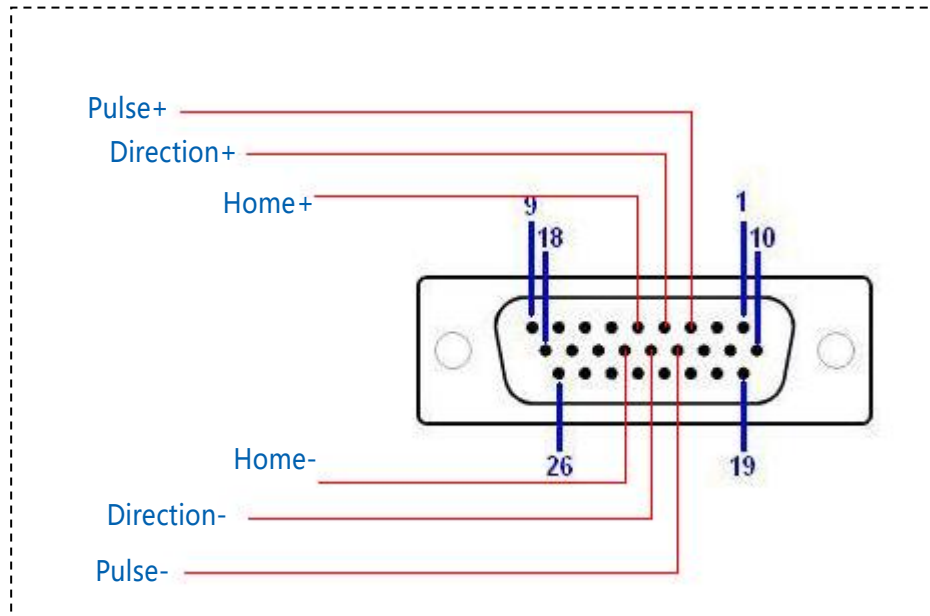 Pulse+
Direction+
Home+
9
1
18
10
Home-
26
19
Direction-
Pulse-